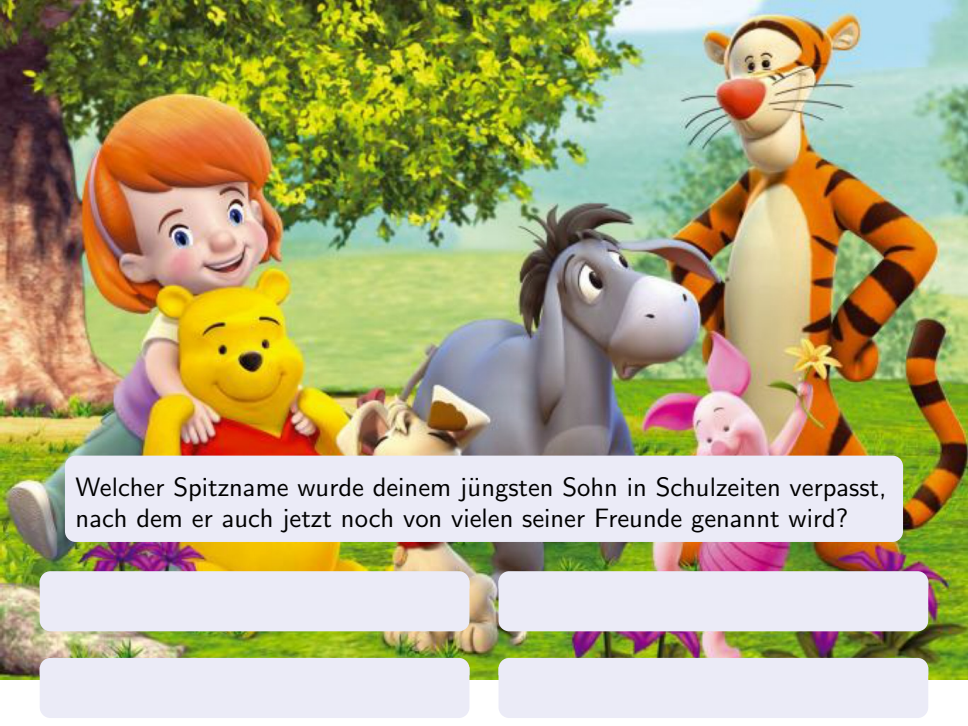 Welcher Spitzname wurde deinem jüngsten Sohn in Schulzeiten verpasst,
nach dem er auch jetzt noch von vielen seiner Freunde genannt wird?